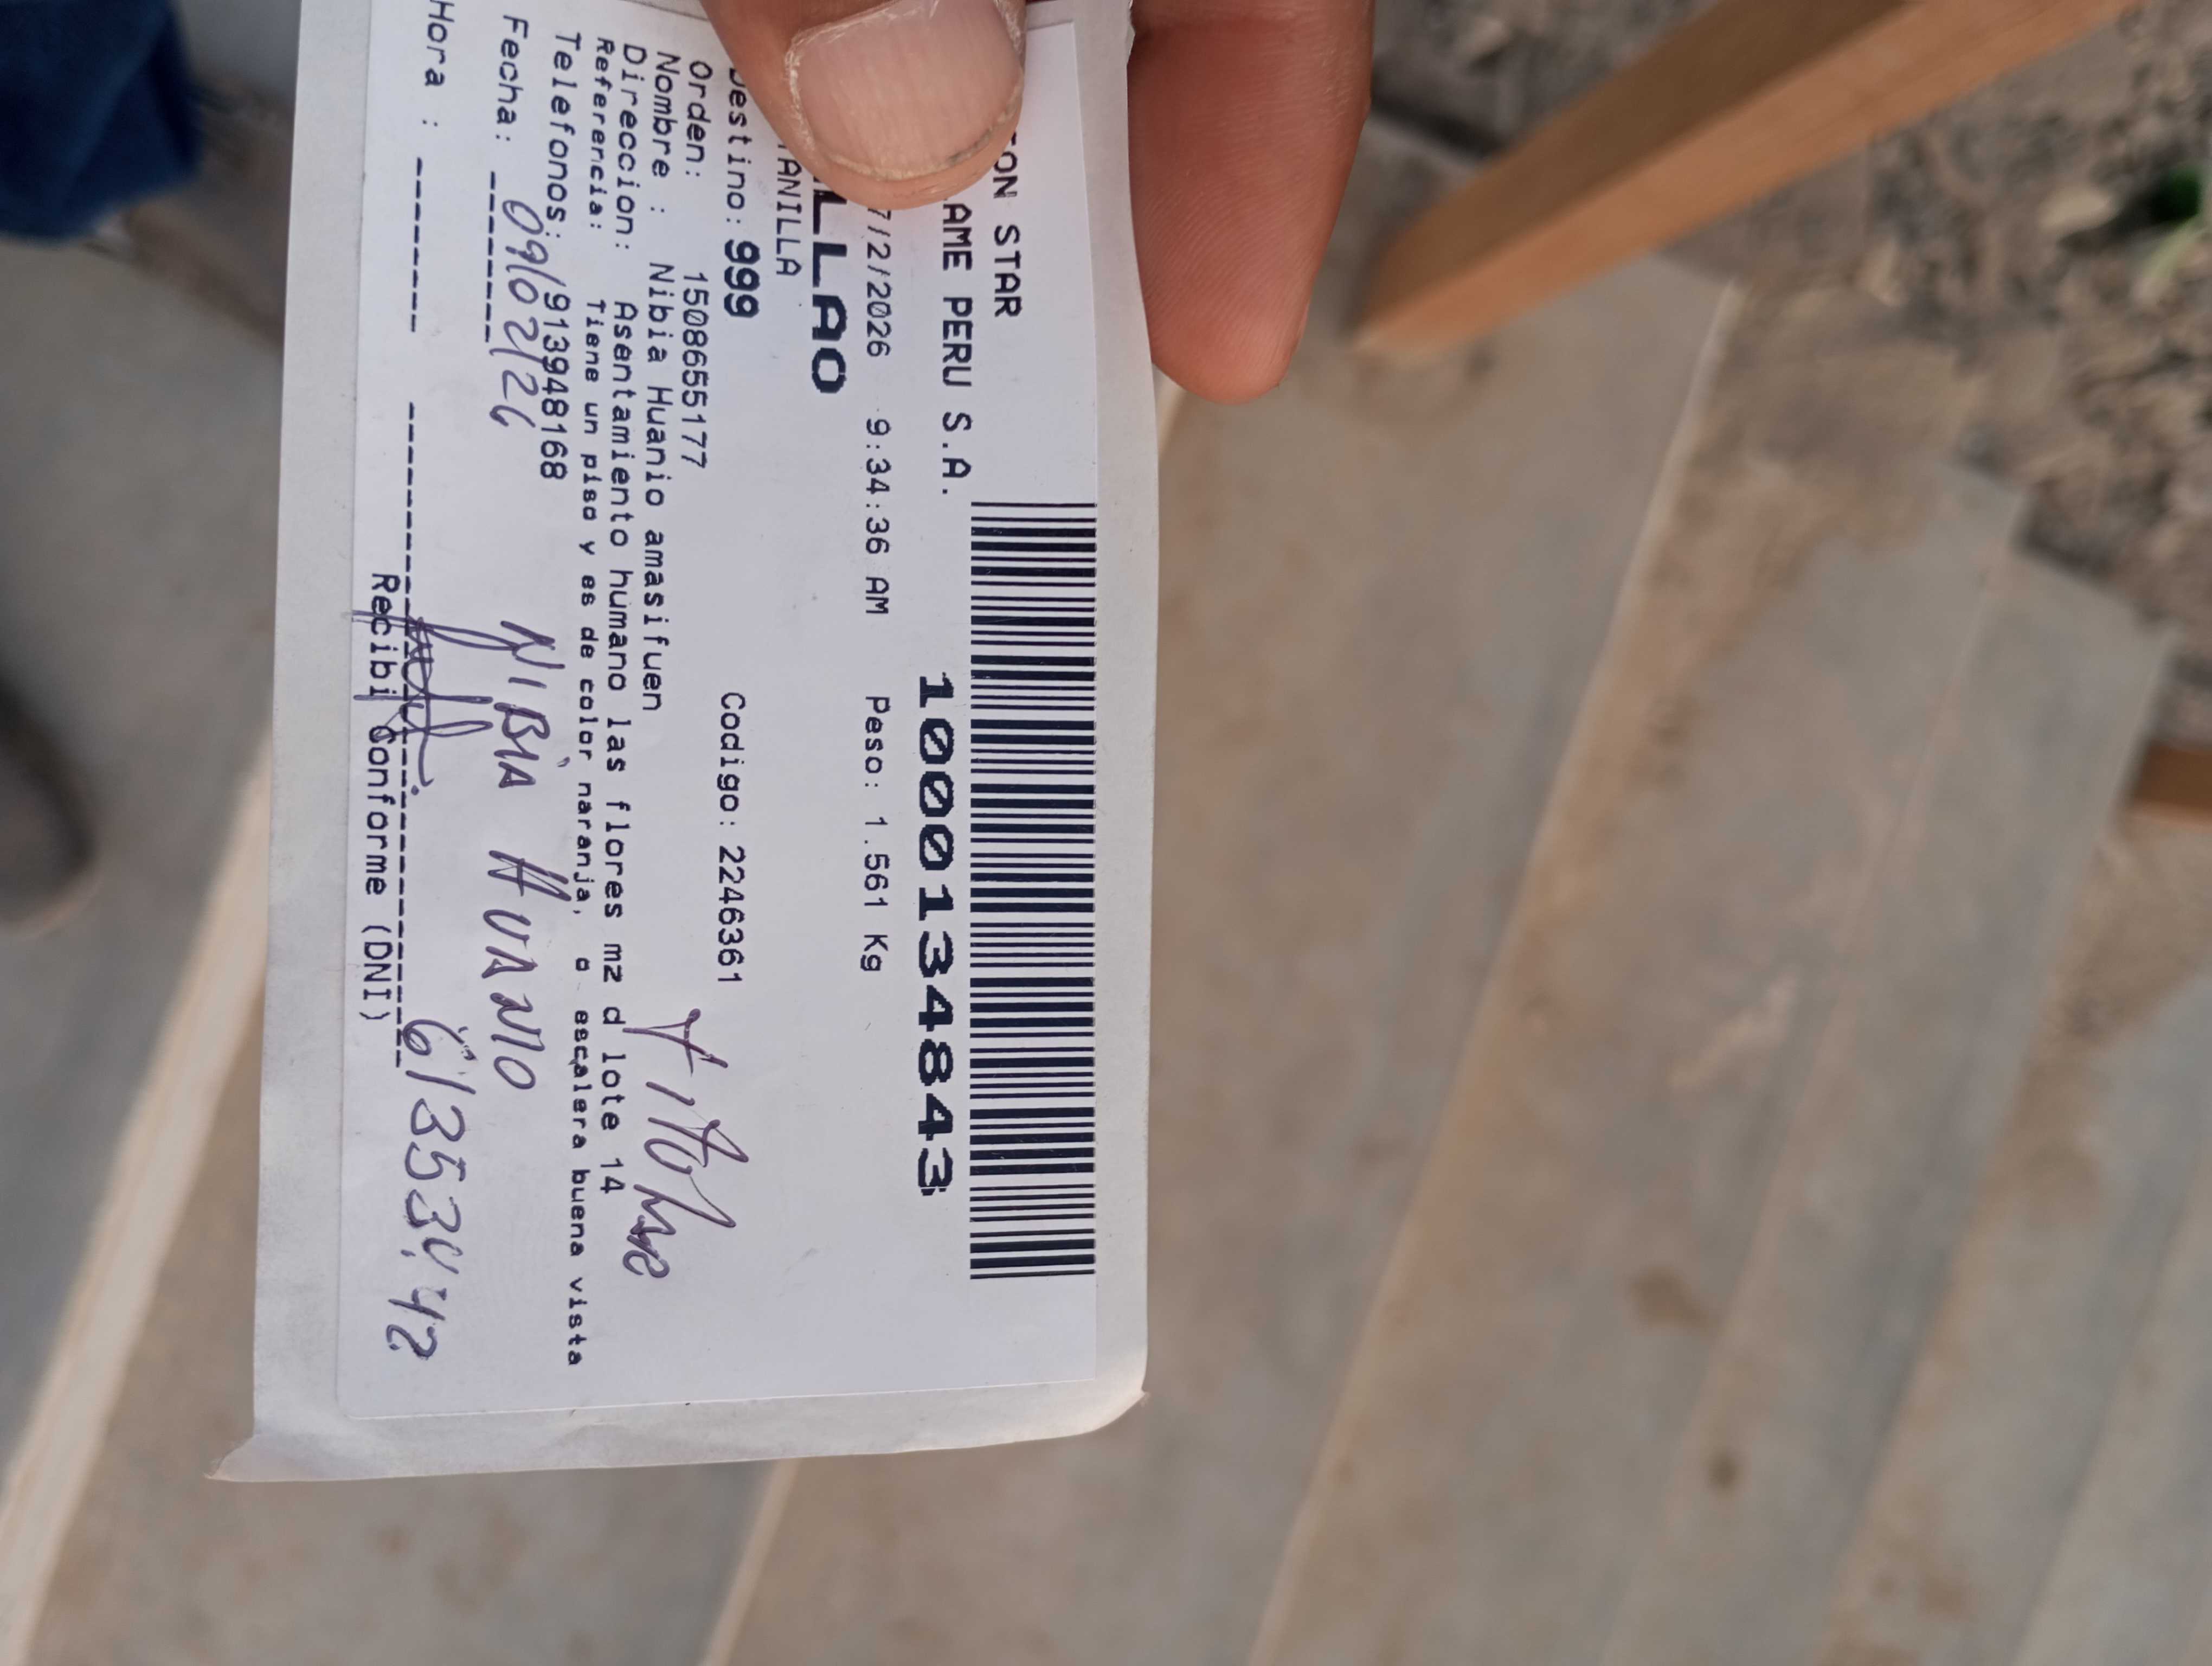 STAR
AME PERU S.A.
1000134843
7/2/2026 9:34:36 AM Peso: 1.561 Kg
LLAO
ANILLA
Destino: 999 Codigo: 2246361
Orden: 1508655177
Nombre : Nibia Huanio amasifuen
Direccion: Asentamiento humano las flores mz d lote 14
Referencia: Tiene un piso y es de color naranja, a escalera buena vista
Telefonos: /913948168
Fecha: 09/02/26 NIBIA HUANIO
Hora :
Recibi Conforme (DNI)